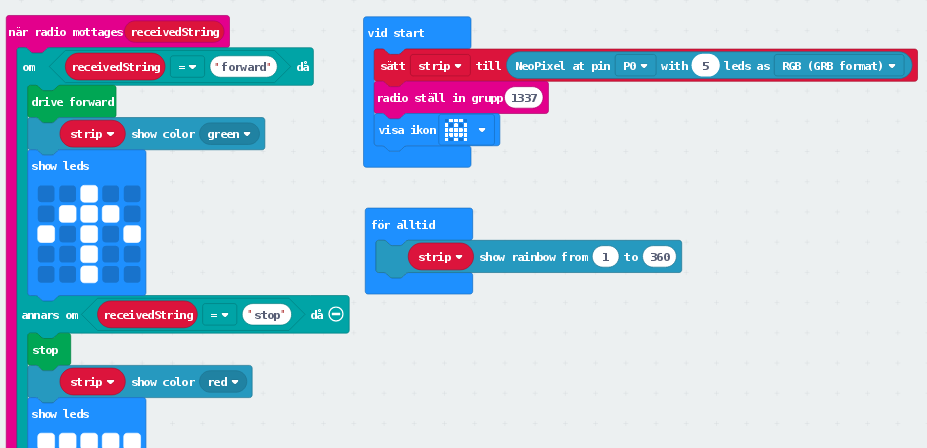 när radio mottages receivedString
om receivedString = "forward" då
drive forward
strip show color green
show leds
annars om receivedString = "stop" då
stop
strip show color red
show leds
vid start
sätt strip till NeoPixel at pin P0 with 5 leds as RGB (GRB format)
radio ställ in grupp 1337
visa ikon
för alltid
strip show rainbow from 1 to 360